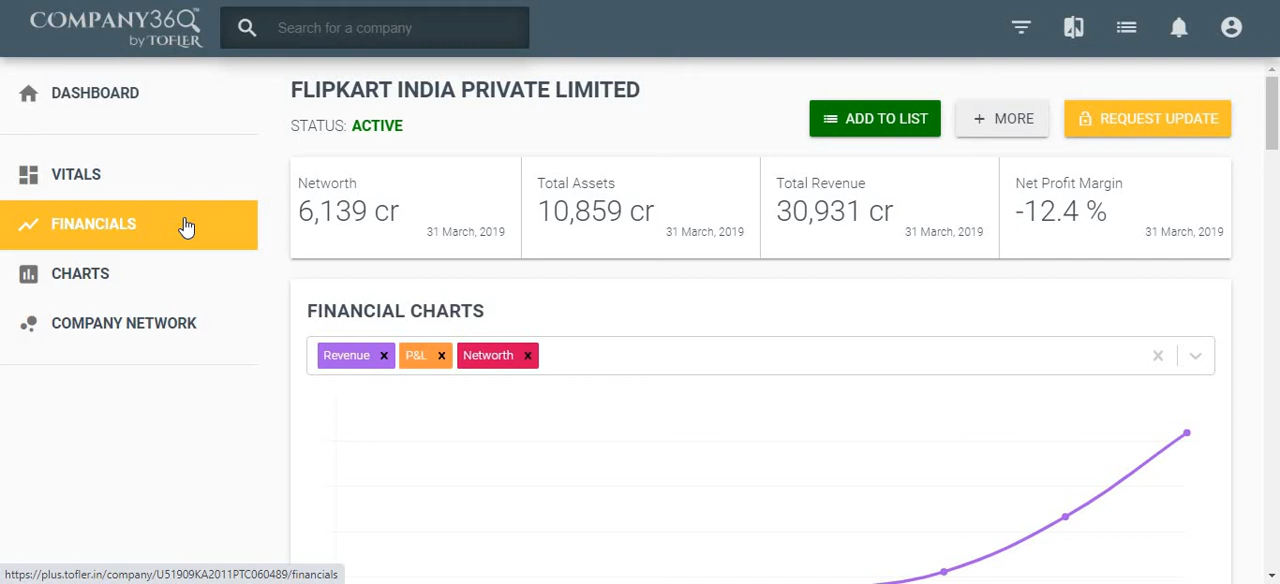 COMPANY360™
by TOFLER
Search for a company
DASHBOARD
VITALS
FINANCIALS
CHARTS
COMPANY NETWORK
FLIPKART INDIA PRIVATE LIMITED
STATUS: ACTIVE
ADD TO LIST
+ MORE
REQUEST UPDATE
Networth
6,139 cr
31 March, 2019
Total Assets
10,859 cr
31 March, 2019
Total Revenue
30,931 cr
31 March, 2019
Net Profit Margin
-12.4 %
31 March, 2019
FINANCIAL CHARTS
Revenue × P&L × Networth ×
https://plus.tofler.in/company/U51909KA2011PTC060489/financials